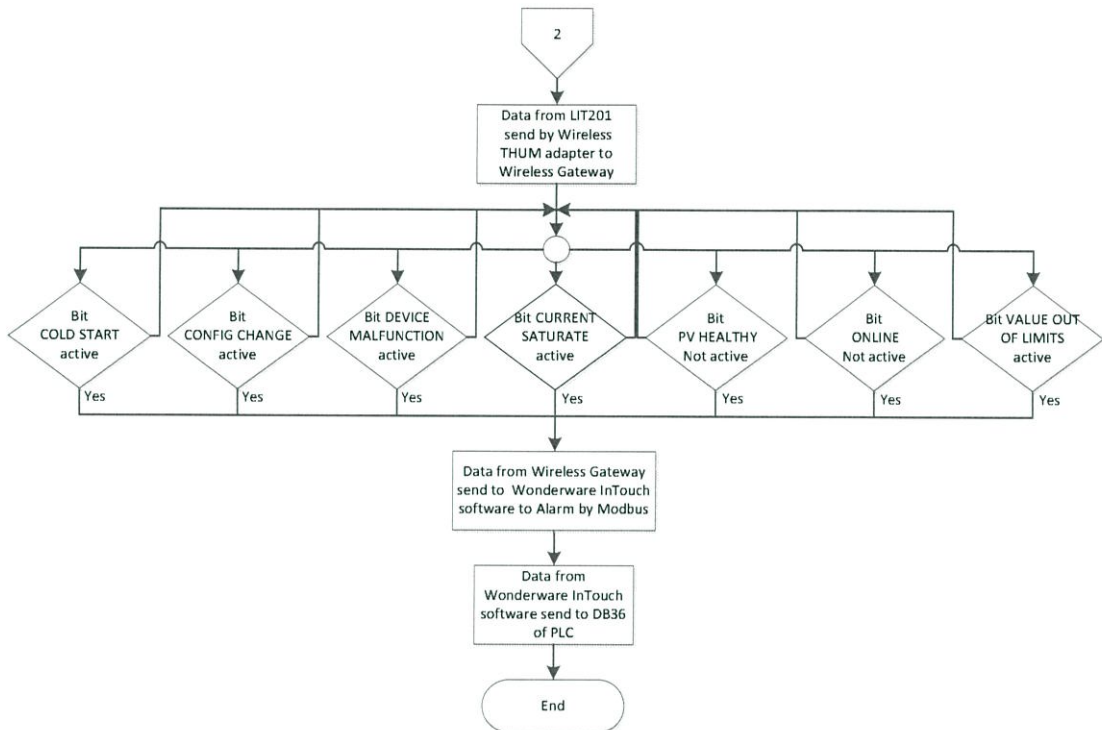 2
Data from LIT201
send by Wireless
THUM adapter to
Wireless Gateway
Bit
COLD START
active
Bit
CONFIG CHANGE
active
Bit DEVICE
MALFUNCTION
active
Bit CURRENT
SATURATE
active
Bit
PV HEALTHY
Not active
Bit
ONLINE
Not active
Bit VALUE OUT
OF LIMITS
active
Yes
Yes
Yes
Yes
Yes
Yes
Yes
Data from Wireless Gateway
send to Wonderware InTouch
software to Alarm by Modbus
Data from
Wonderware InTouch
software send to DB36
of PLC
End